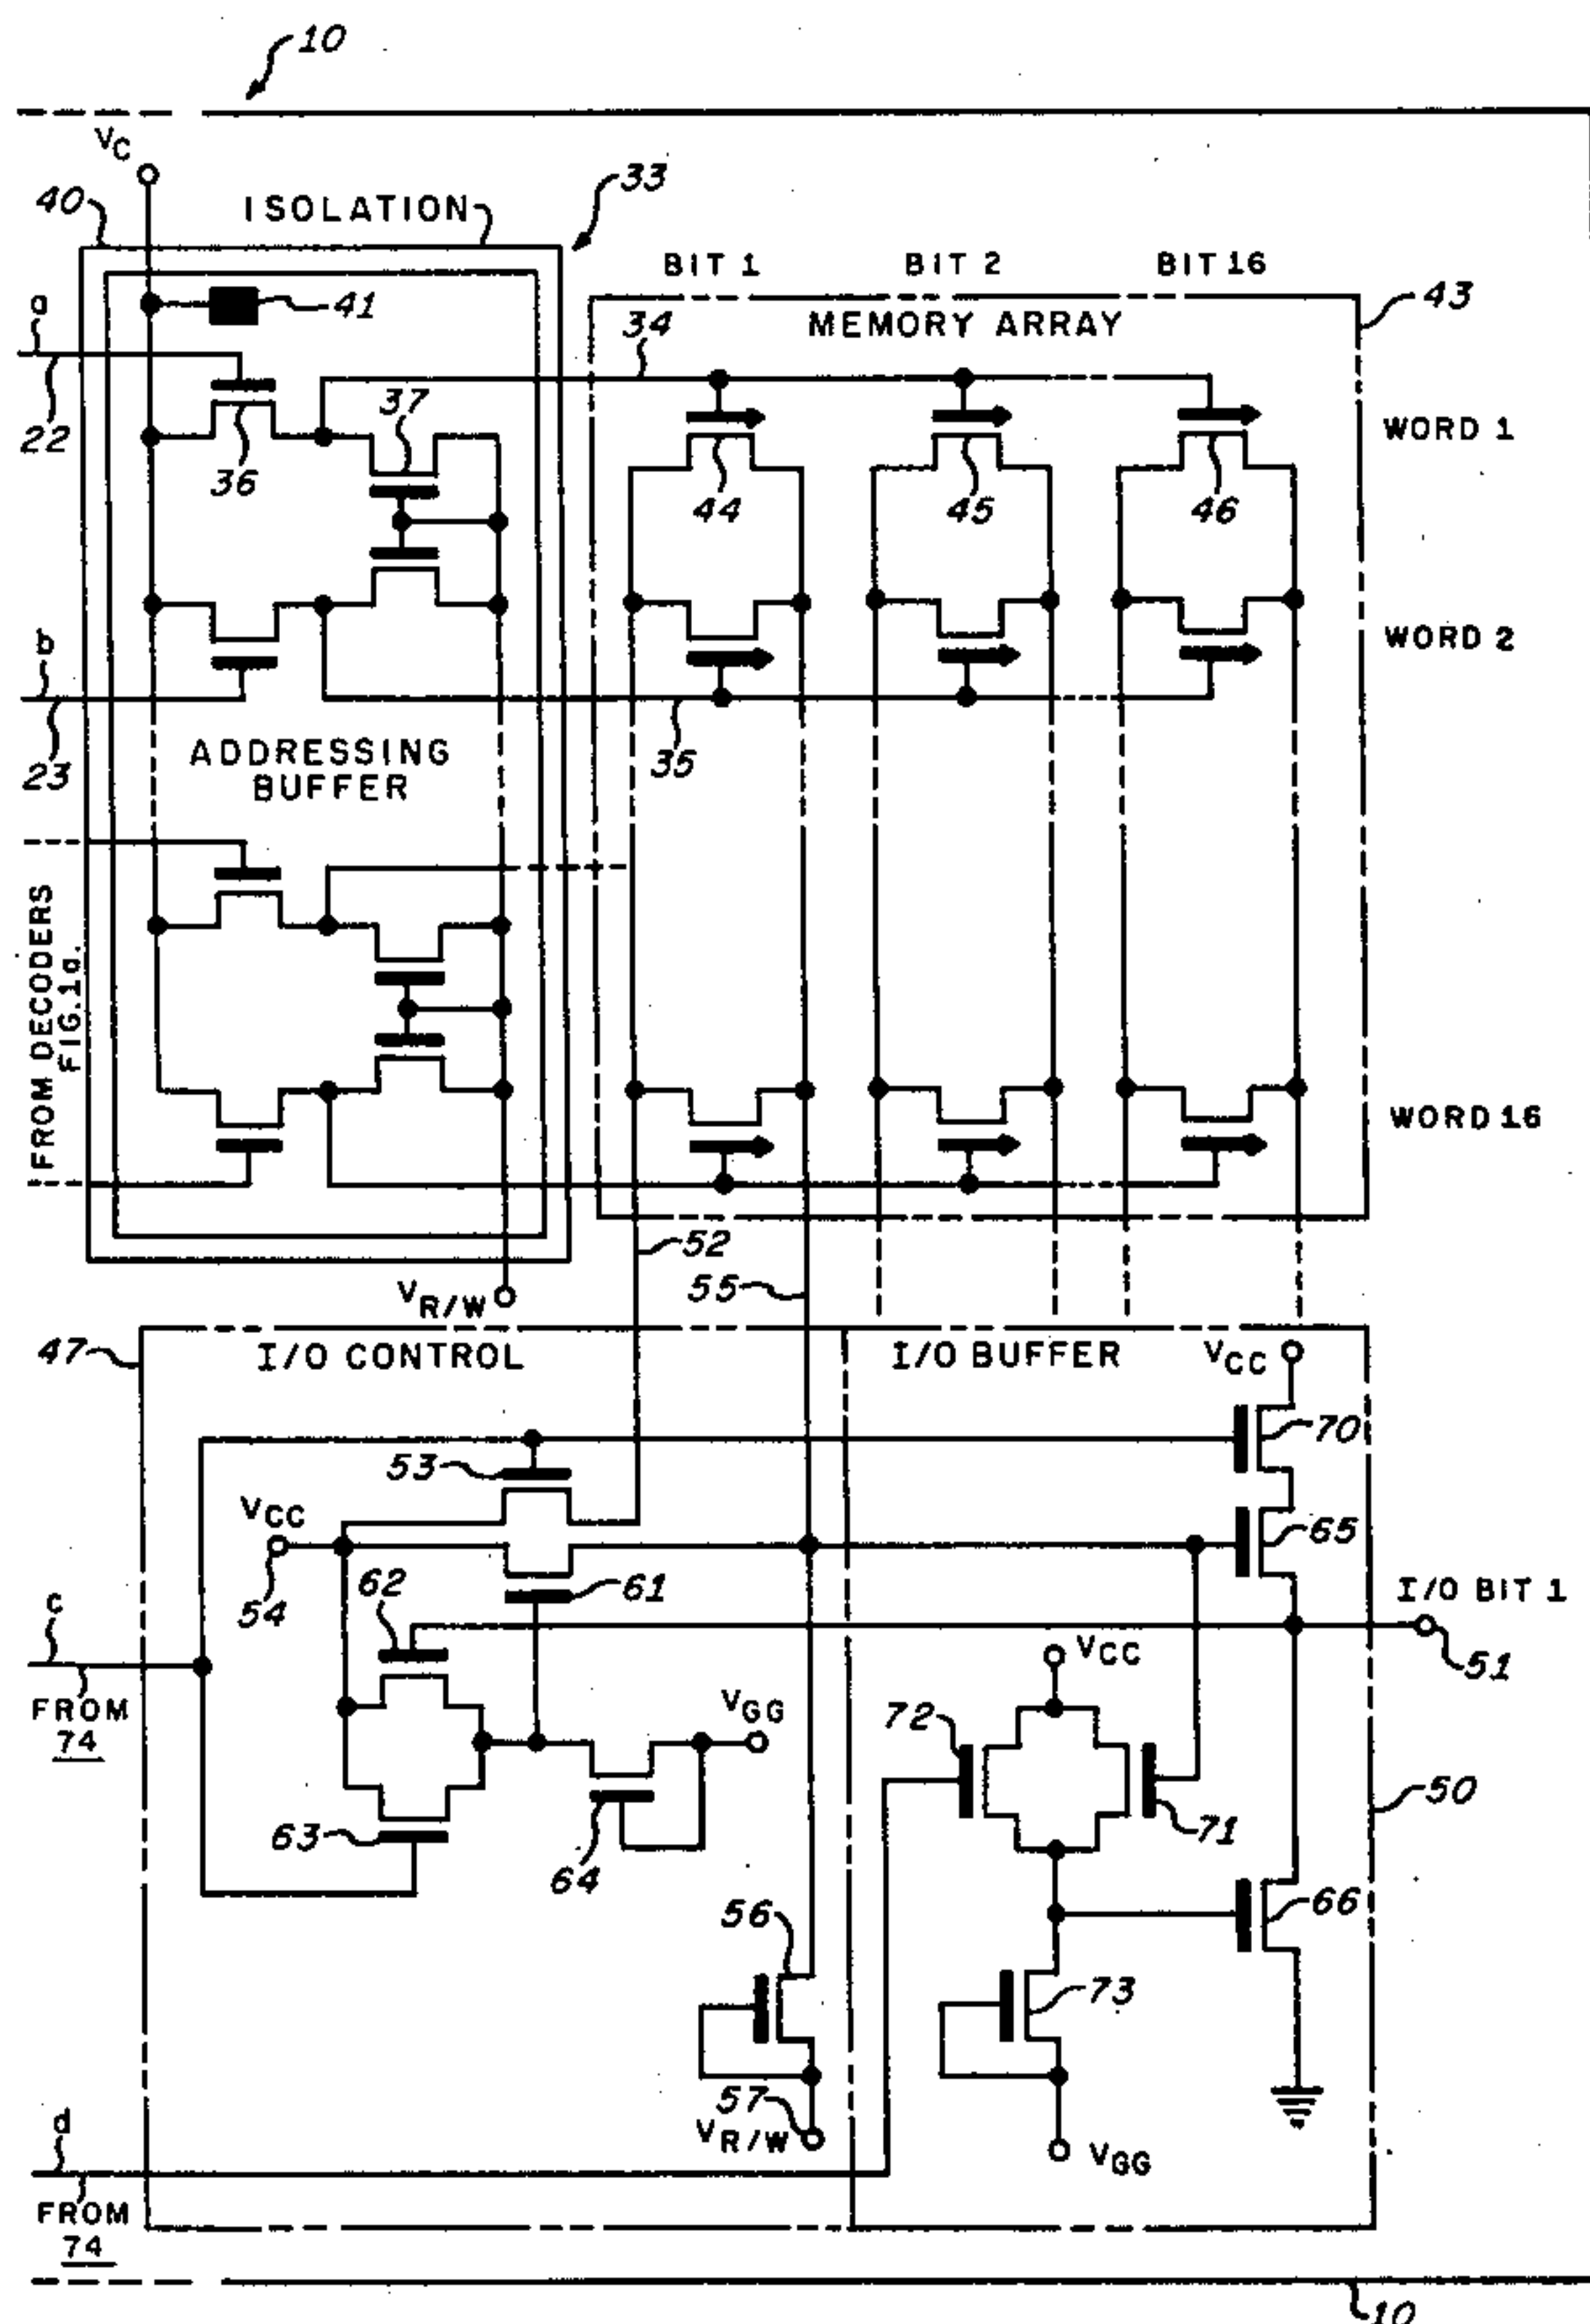 10
VC
40
ISOLATION
33
BIT 1
BIT 2
BIT 16
a
41
34
MEMORY ARRAY
43
22
36
37
44
45
46
WORD 1
b
WORD 2
23
ADDRESSING
BUFFER
35
FROM DECODERS
FIG.1a.
WORD 16
52
VR/W
55
47
I/O CONTROL
I/O BUFFER
VCC
70
53
VCC
65
54
62
61
I/O BIT 1
c
51
FROM
74
VGG
VCC
72
63
64
71
50
56
66
73
57
VR/W
VGG
d
FROM
74
10